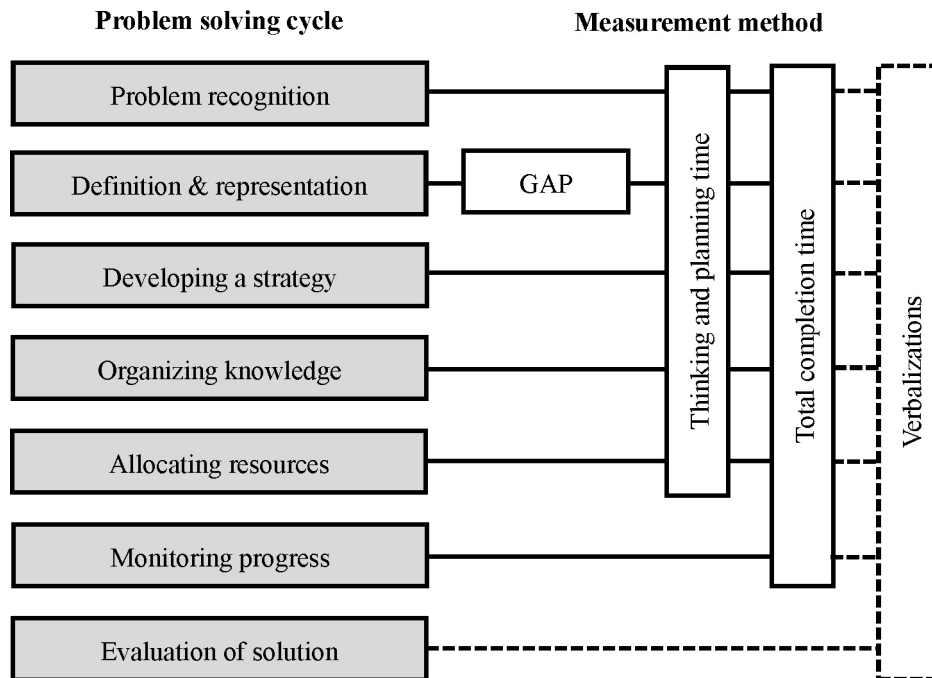 Problem solving cycle
Measurement method
Problem recognition
Definition & representation
GAP
Developing a strategy
Organizing knowledge
Allocating resources
Monitoring progress
Evaluation of solution
Thinking and planning time
Total completion time
Verbalizations